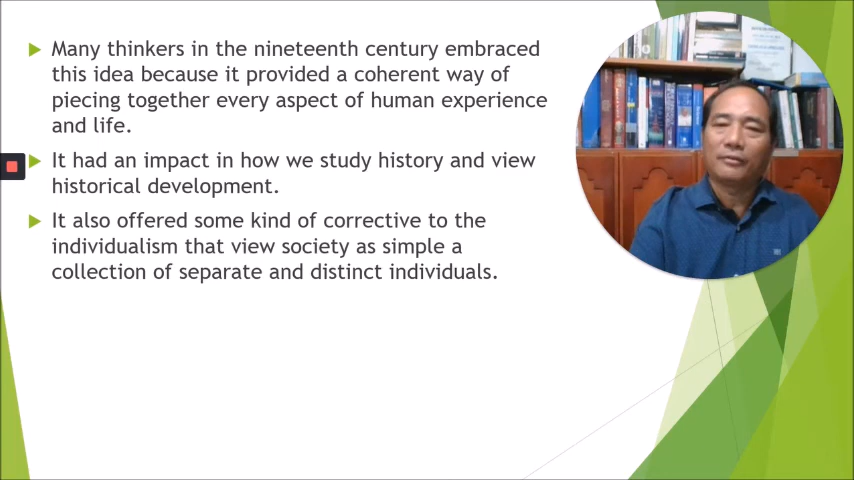 Many thinkers in the nineteenth century embraced
this idea because it provided a coherent way of
piecing together every aspect of human experience
and life.
It had an impact in how we study history and view
historical development.
It also offered some kind of corrective to the
individualism that view society as simple a
collection of separate and distinct individuals.